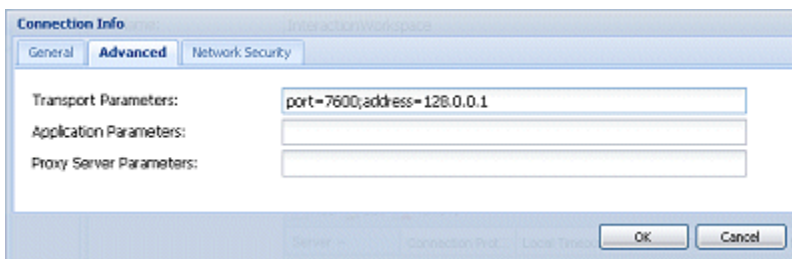 Connection Info
InteractionWorkspace
General Advanced Network Security
Transport Parameters: port=7600;address=128.0.0.1
Application Parameters:
Proxy Server Parameters:
Server Connection Prot... Local Timeo
OK Cancel